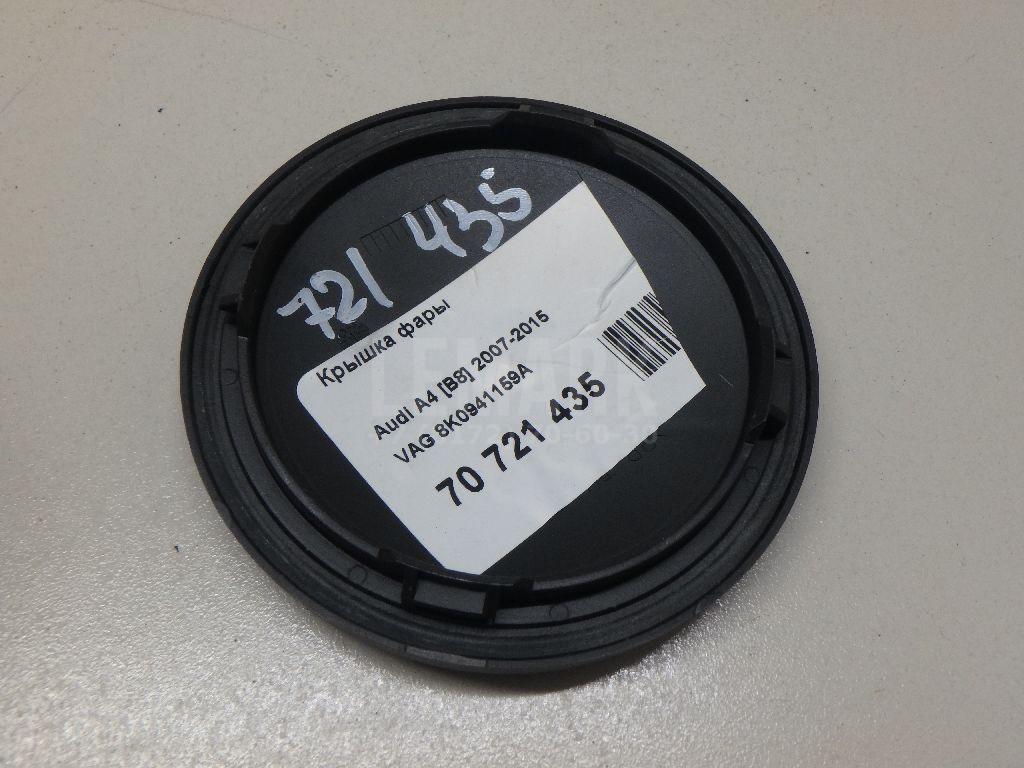 721 435
Крышка фары
Audi A4 [B8] 2007-2015
VAG 8K0941159A
70 721 435